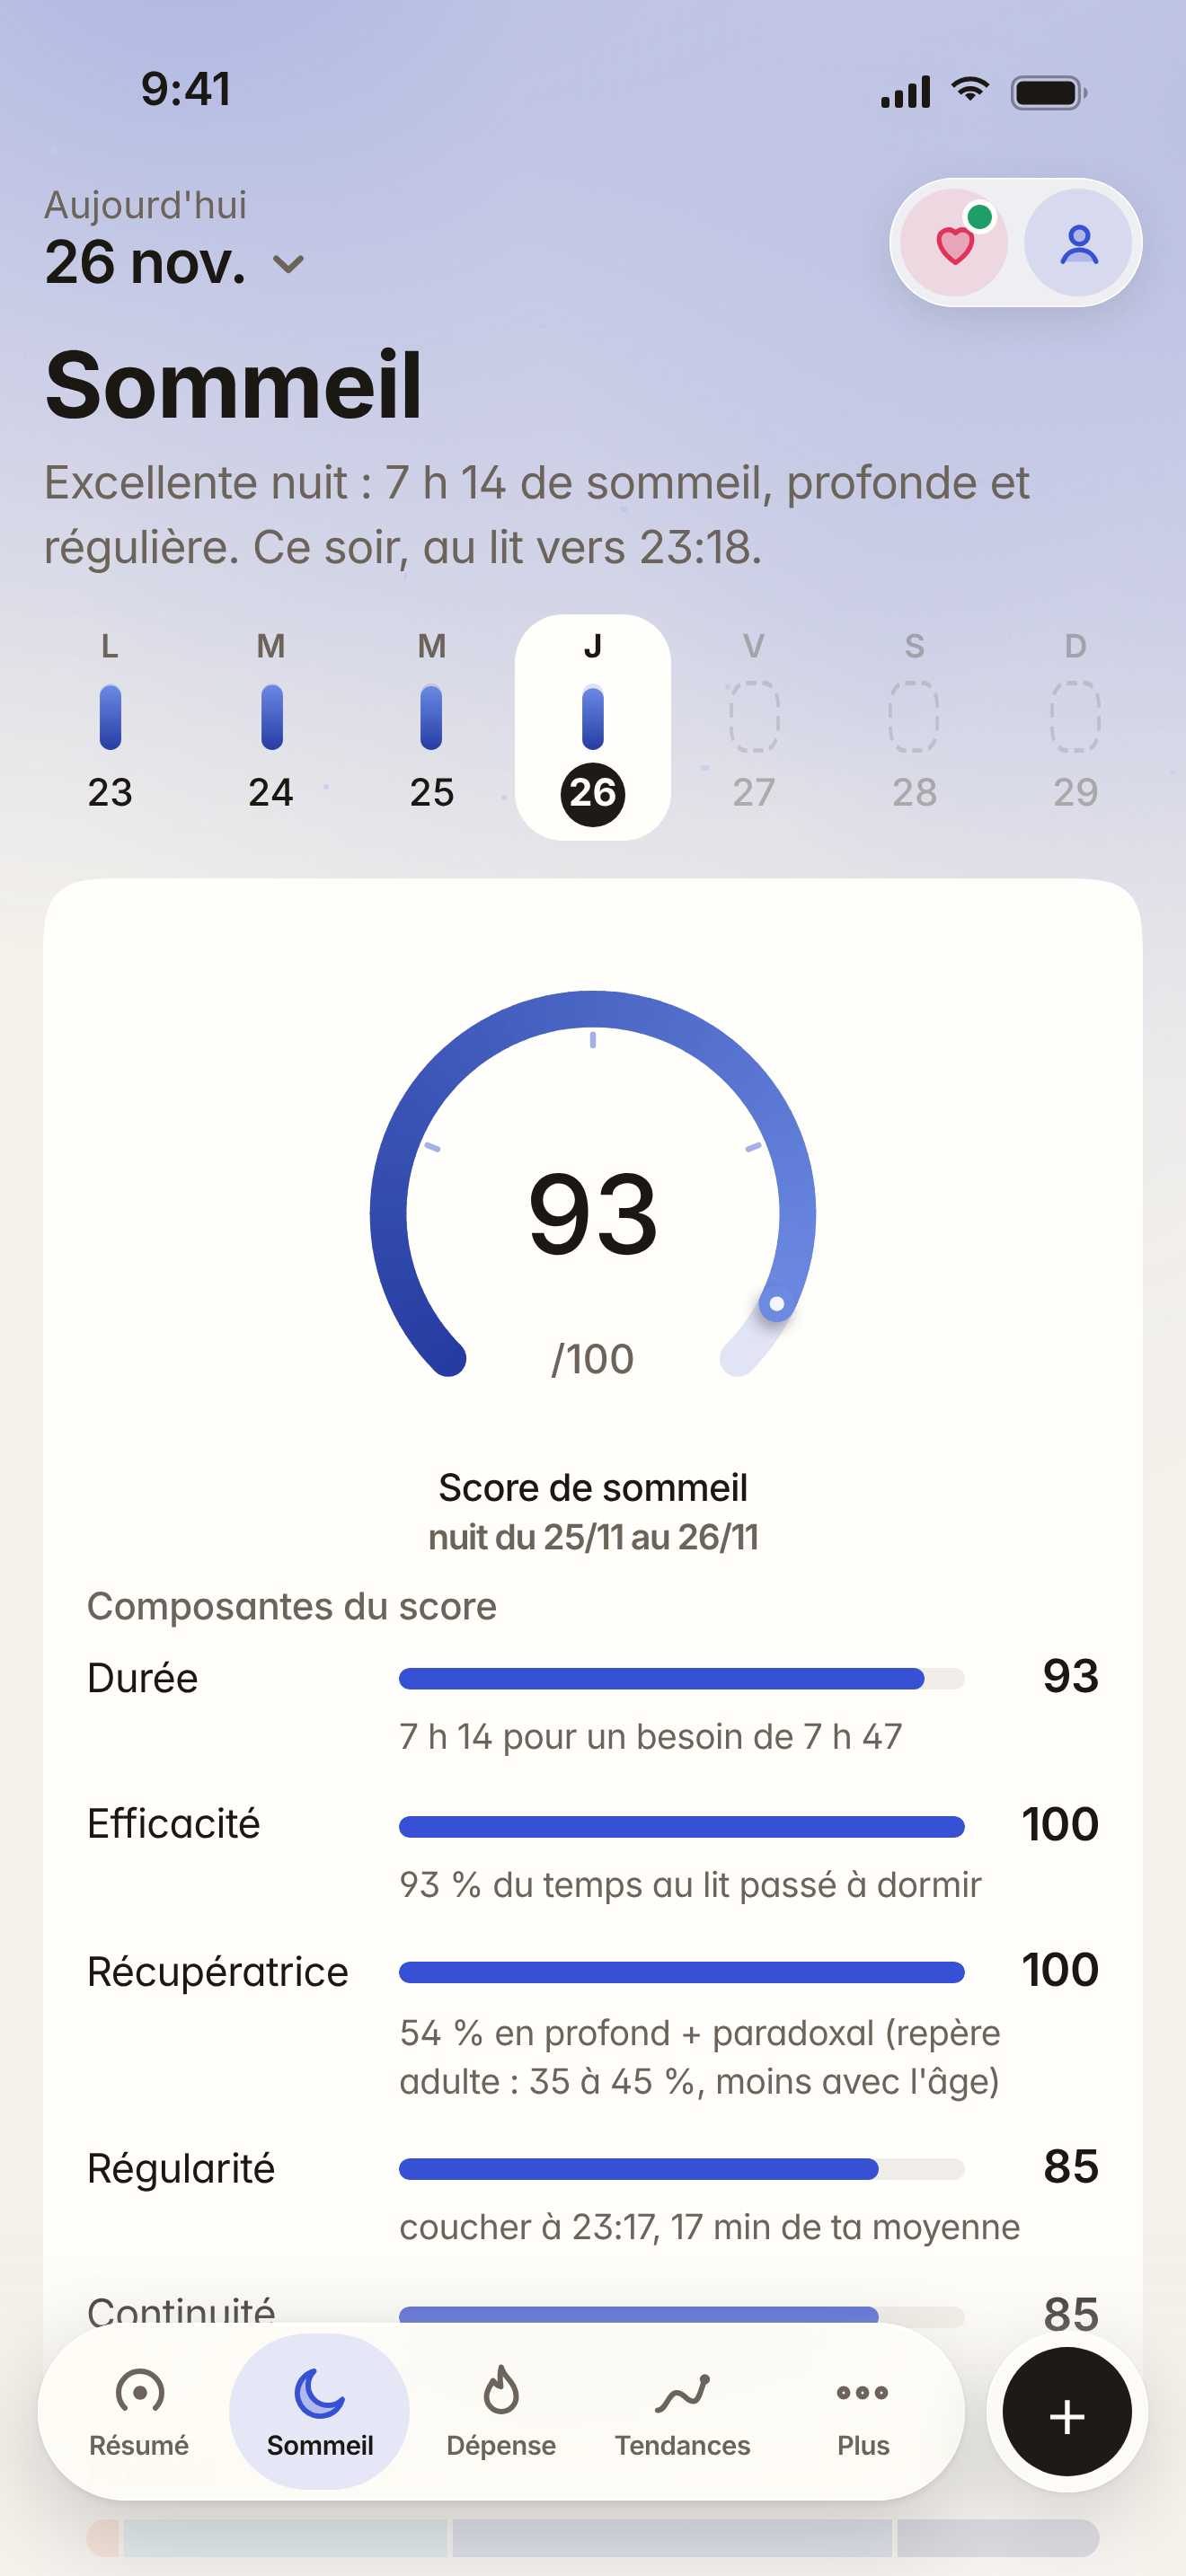 9:41
Aujourd'hui
26 nov.
Sommeil
Excellente nuit : 7 h 14 de sommeil, profonde et
régulière. Ce soir, au lit vers 23:18.
L M M J V S D
23 24 25 26 27 28 29
93
/100
Score de sommeil
nuit du 25/11 au 26/11
Composantes du score
Durée 93
7 h 14 pour un besoin de 7 h 47
Efficacité 100
93 % du temps au lit passé à dormir
Récupératrice 100
54 % en profond + paradoxal (repère
adulte : 35 à 45 %, moins avec l'âge)
Régularité 85
coucher à 23:17, 17 min de ta moyenne
Continuité 85
Résumé Sommeil Dépense Tendances Plus